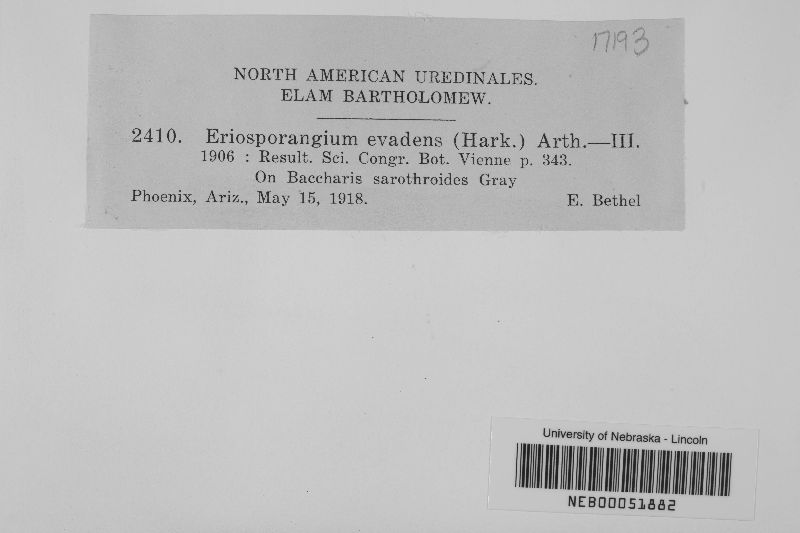 17193
NORTH AMERICAN UREDINALES.
ELAM BARTHOLOMEW.
2410. Eriosporangium evadens (Hark.) Arth.—III.
1906 : Result. Sci. Congr. Bot. Vienne p. 343.
On Baccharis sarothroides Gray
Phoenix, Ariz., May 15, 1918. E. Bethel
University of Nebraska - Lincoln
NEB00051882